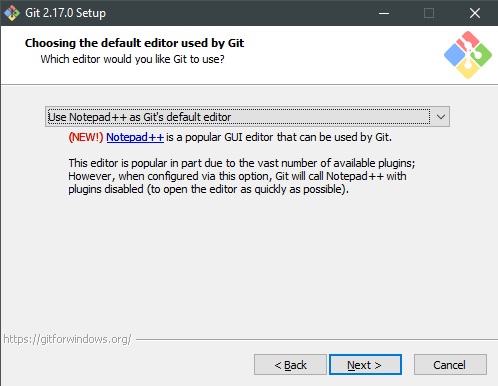 Git 2.17.0 Setup
Choosing the default editor used by Git
Which editor would you like Git to use?
Use Notepad++ as Git's default editor
(NEW!) Notepad++ is a popular GUI editor that can be used by Git.
This editor is popular in part due to the vast number of available plugins;
However, when configured via this option, Git will call Notepad++ with
plugins disabled (to open the editor as quickly as possible).
https://gitforwindows.org/
< Back
Next >
Cancel